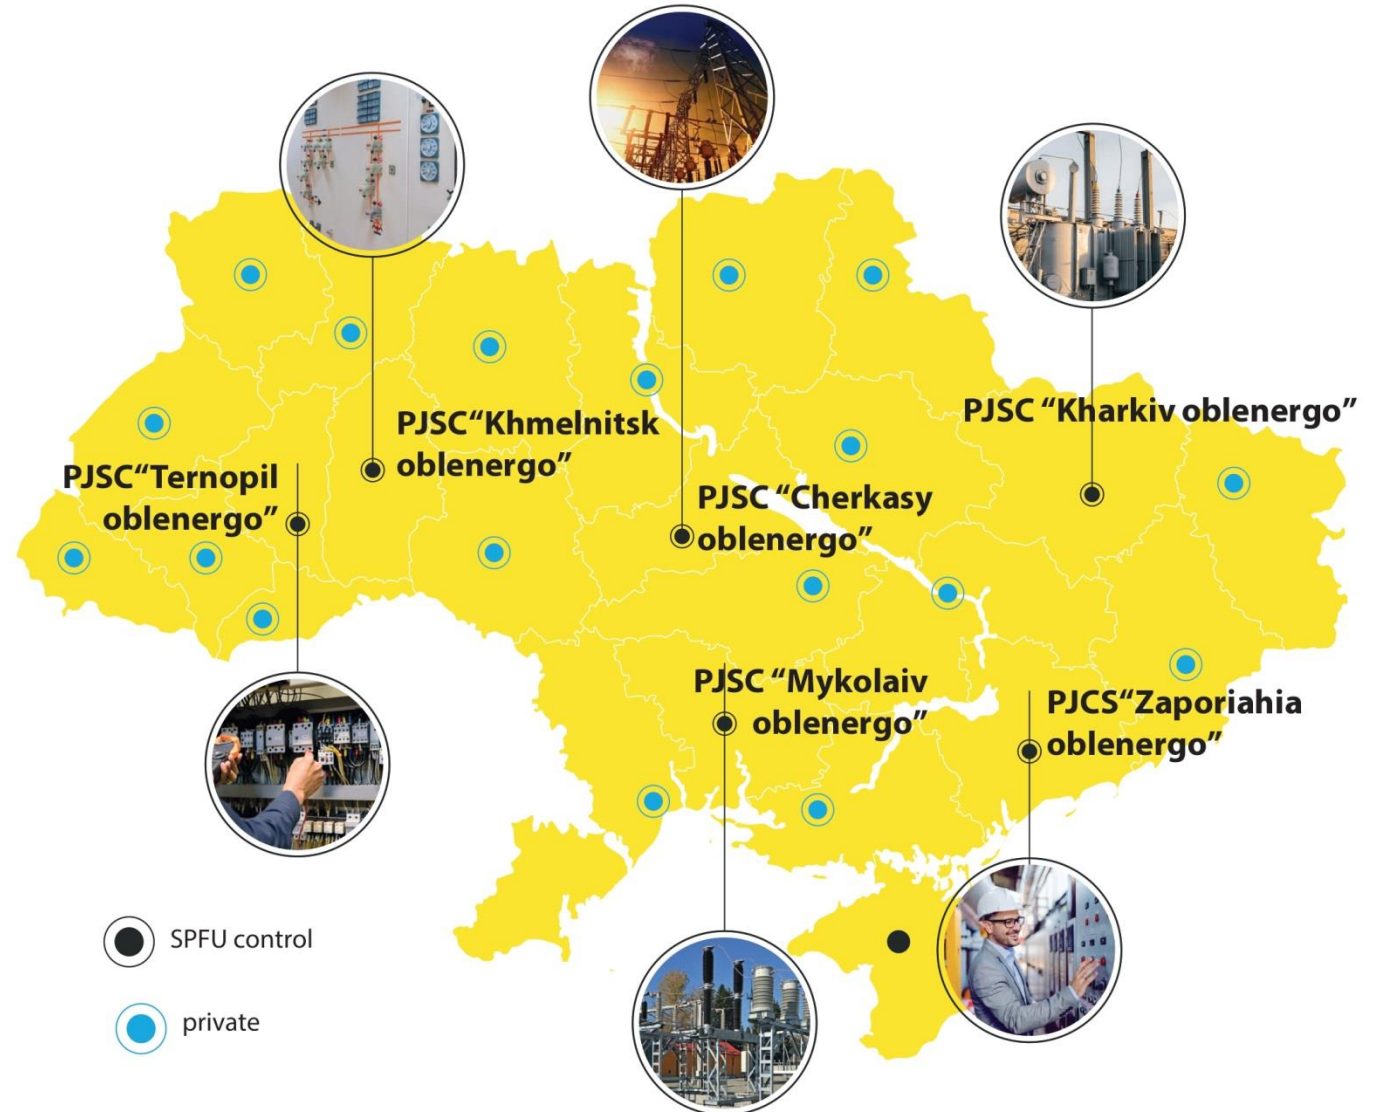 PJSC“Khmelnitsk
oblenergo”
PJSC “Kharkiv oblenergo”
PJSC“Ternopil
oblenergo”
PJSC “Cherkasy
oblenergo”
PJSC “Mykolaiv
oblenergo”
PJCS“Zaporiahia
oblenergo”
SPFU control
private